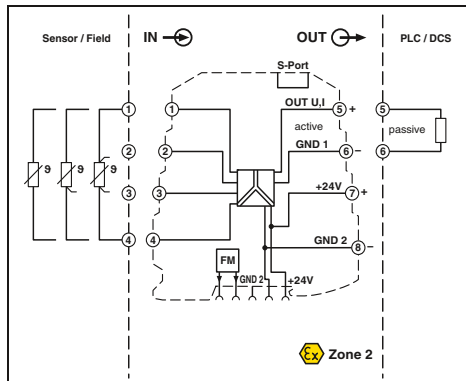 Sensor / Field
IN
OUT
PLC / DCS
S-Port
1
1
OUT U,I
5
+
5
active
passive
ϑ
ϑ
ϑ
2
2
GND 1
6
–
6
3
3
+24V
7
+
4
4
GND 2
8
–
FM
GND 2
+24V
Ex
Zone 2